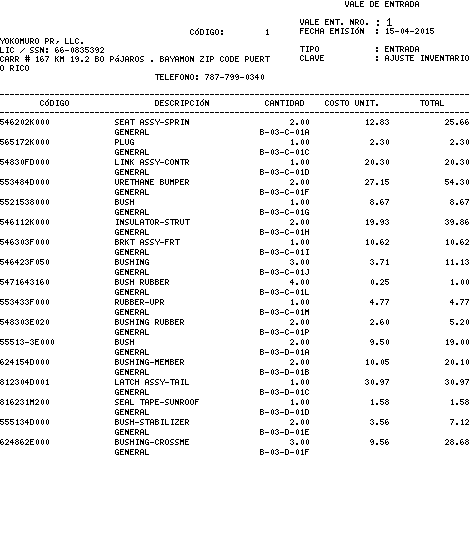 VALE DE ENTRADA
VALE ENT. NRO. : 1
CÓDIGO: 1 FECHA EMISIÓN : 15-04-2015
YOKOMURO PR, LLC.
LIC / SSN: 66-0835392 TIPO : ENTRADA
CARR # 167 KM 19.2 BO PÁJAROS . BAYAMON ZIP CODE PUERT CLAVE : AJUSTE INVENTARIO
O RICO
TELEFONO: 787-799-0340
CÓDIGO DESCRIPCIÓN CANTIDAD COSTO UNIT. TOTAL
546202K000 SEAT ASSY-SPRIN 2.00 12.83 25.66
GENERAL B-03-C-01A
565172K000 PLUG 1.00 2.30 2.30
GENERAL B-03-C-01C
54830FD000 LINK ASSY-CONTR 1.00 20.30 20.30
GENERAL B-03-C-01D
553484D000 URETHANE BUMPER 2.00 27.15 54.30
GENERAL B-03-C-01F
5521538000 BUSH 1.00 8.67 8.67
GENERAL B-03-C-01G
546112K000 INSULATOR-STRUT 2.00 19.93 39.86
GENERAL B-03-C-01H
546303F000 BRKT ASSY-FRT 1.00 10.62 10.62
GENERAL B-03-C-01I
546423F050 BUSHING 3.00 3.71 11.13
GENERAL B-03-C-01J
5471643160 BUSH RUBBER 4.00 0.25 1.00
GENERAL B-03-C-01L
553433F000 RUBBER-UPR 1.00 4.77 4.77
GENERAL B-03-C-01M
548303E020 BUSHING RUBBER 2.00 2.60 5.20
GENERAL B-03-C-01P
55513-3E000 BUSH 2.00 9.50 19.00
GENERAL B-03-D-01A
624154D000 BUSHING-MEMBER 2.00 10.05 20.10
GENERAL B-03-D-01B
812304D001 LATCH ASSY-TAIL 1.00 30.97 30.97
GENERAL B-03-D-01C
816231M200 SEAL TAPE-SUNROOF 1.00 1.58 1.58
GENERAL B-03-D-01D
555134D000 BUSH-STABILIZER 2.00 3.56 7.12
GENERAL B-03-D-01E
624862E000 BUSHING-CROSSME 3.00 9.56 28.68
GENERAL B-03-D-01F